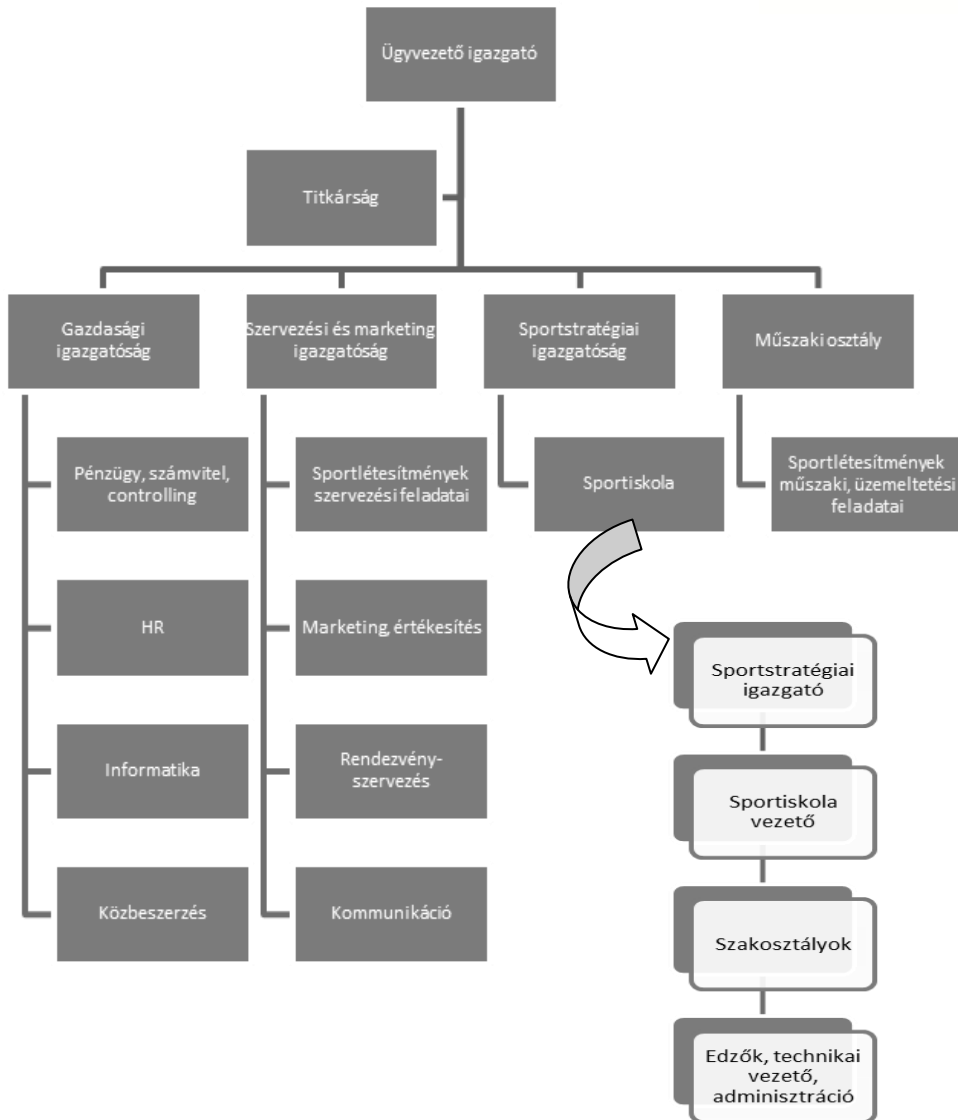 Ügyvezető igazgató
Titkárság
Gazdasági
igazgatóság
Szervezési és marketing
igazgatóság
Sportstratégiai
igazgatóság
Műszaki osztály
Pénzügy, számvitel,
controlling
Sportlétesítmények
szervezési feladatai
Sportiskola
Sportlétesítmények
műszaki, üzemeltetési
feladatai
HR
Marketing, értékesítés
Sportstratégiai
igazgató
Informatika
Rendezvény-
szervezés
Sportiskola
vezető
Közbeszerzés
Kommunikáció
Szakosztályok
Edzők, technikai
vezető,
adminisztráció